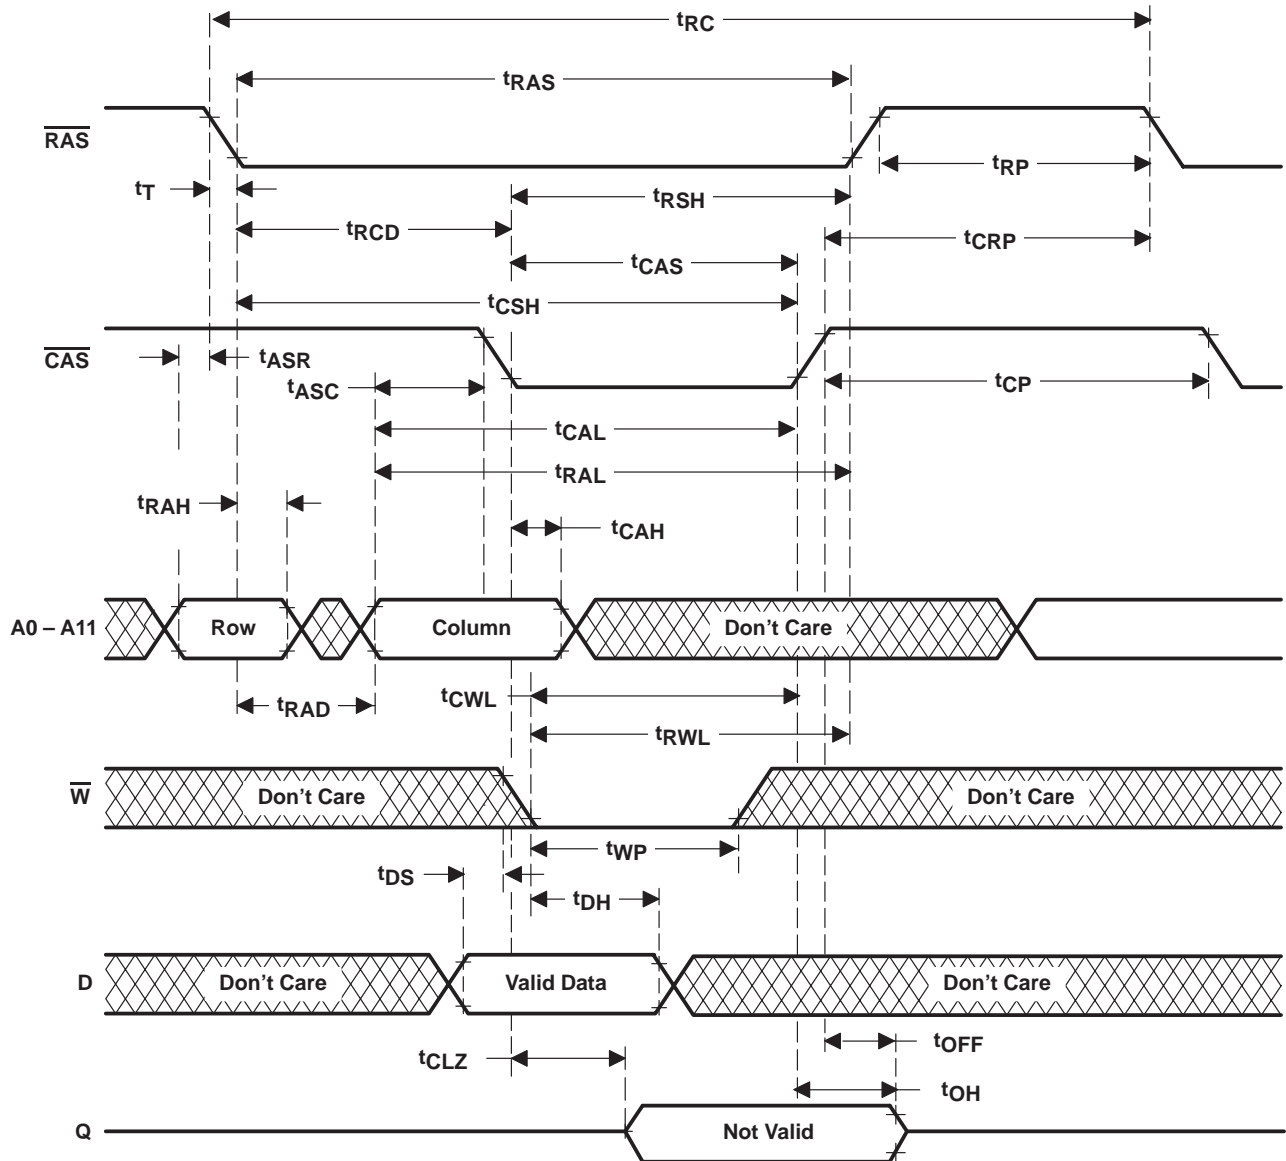 tRC
tRAS
RAS
tRP
tT
tRSH
tRCD
tCRP
tCAS
tCSH
CAS
tASR
tASC
tCP
tCAL
tRAL
tRAH
tCAH
A0 – A11
Row
Column
Don't Care
tRAD
tCWL
tRWL
W
Don't Care
Don't Care
tWP
tDS
tDH
D
Don't Care
Valid Data
Don't Care
tOFF
tCLZ
tOH
Q
Not Valid